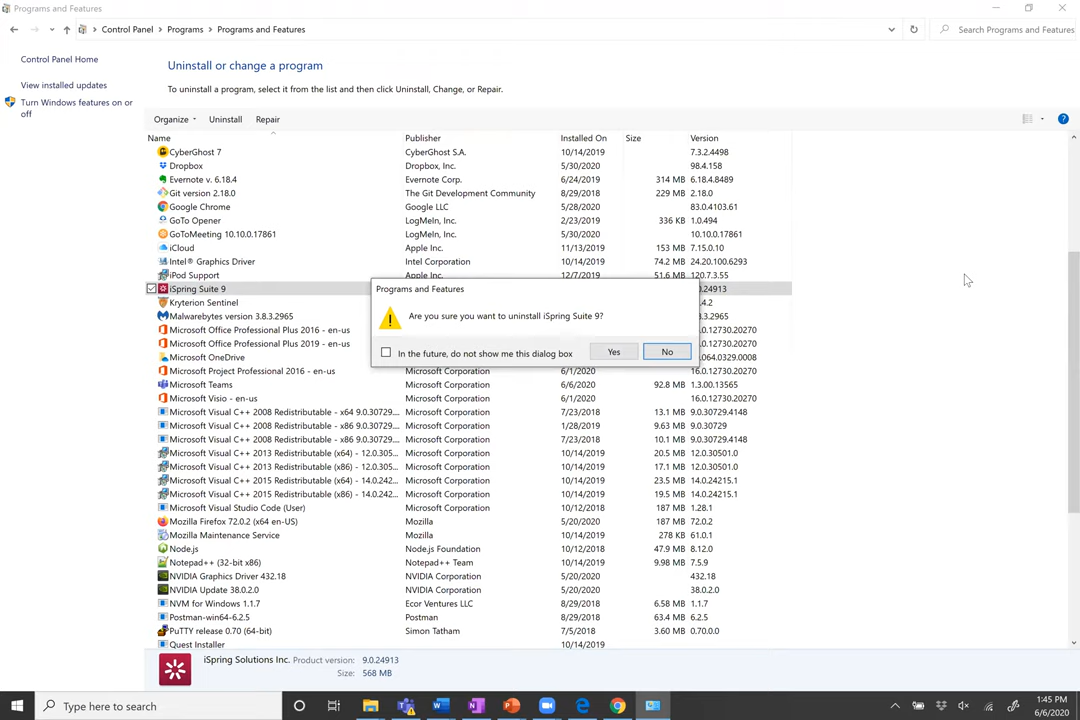 Programs and Features
Control Panel > Programs > Programs and Features
Search Programs and Features
Control Panel Home
View installed updates
Turn Windows features on or
off
Uninstall or change a program
To uninstall a program, select it from the list and then click Uninstall, Change, or Repair.
Organize Uninstall Repair
Name Publisher Installed On Size Version
CyberGhost 7 CyberGhost S.A. 10/14/2019 7.3.2.4498
Dropbox Dropbox, Inc. 5/30/2020 98.4.158
Evernote v. 6.18.4 Evernote Corp. 6/24/2019 314 MB 6.18.4.8489
Git version 2.18.0 The Git Development Community 8/29/2018 229 MB 2.18.0
Google Chrome Google LLC 5/28/2020 83.0.4103.61
GoTo Opener LogMeIn, Inc. 2/23/2019 336 KB 1.0.494
GoToMeeting 10.10.0.17861 LogMeIn, Inc. 5/30/2020 10.10.0.17861
iCloud Apple Inc. 11/13/2019 153 MB 7.15.0.10
Intel® Graphics Driver Intel Corporation 10/14/2019 74.2 MB 24.20.100.6293
iPod Support Apple Inc. 12/7/2019 51.6 MB 120.7.3.55
iSpring Suite 9 .0.24913
Kryterion Sentinel .4.2
Malwarebytes version 3.8.3.2965 .8.3.2965
Microsoft Office Professional Plus 2016 - en-us 16.0.12730.20270
Microsoft Office Professional Plus 2019 - en-us 16.0.12730.20270
Microsoft OneDrive .064.0329.0008
Microsoft Project Professional 2016 - en-us Microsoft Corporation 6/1/2020 16.0.12730.20270
Microsoft Teams Microsoft Corporation 6/6/2020 92.8 MB 1.3.00.13565
Microsoft Visio - en-us Microsoft Corporation 6/1/2020 16.0.12730.20270
Microsoft Visual C++ 2008 Redistributable - x64 9.0.30729.... Microsoft Corporation 7/23/2018 13.1 MB 9.0.30729.4148
Microsoft Visual C++ 2008 Redistributable - x86 9.0.30729.... Microsoft Corporation 1/28/2019 9.63 MB 9.0.30729
Microsoft Visual C++ 2008 Redistributable - x86 9.0.30729.... Microsoft Corporation 7/23/2018 10.1 MB 9.0.30729.4148
Microsoft Visual C++ 2013 Redistributable (x64) - 12.0.305... Microsoft Corporation 10/14/2019 20.5 MB 12.0.30501.0
Microsoft Visual C++ 2013 Redistributable (x86) - 12.0.305... Microsoft Corporation 10/14/2019 17.1 MB 12.0.30501.0
Microsoft Visual C++ 2015 Redistributable (x64) - 14.0.242... Microsoft Corporation 10/14/2019 23.5 MB 14.0.24215.1
Microsoft Visual C++ 2015 Redistributable (x86) - 14.0.242... Microsoft Corporation 10/14/2019 19.5 MB 14.0.24215.1
Microsoft Visual Studio Code (User) Microsoft Corporation 10/12/2018 187 MB 1.28.1
Mozilla Firefox 72.0.2 (x64 en-US) Mozilla 5/20/2020 187 MB 72.0.2
Mozilla Maintenance Service Mozilla 10/14/2019 278 KB 61.0.1
Node.js Node.js Foundation 10/12/2018 47.9 MB 8.12.0
Notepad++ (32-bit x86) Notepad++ Team 10/14/2019 9.98 MB 7.5.9
NVIDIA Graphics Driver 432.18 NVIDIA Corporation 5/20/2020 432.18
NVIDIA Update 38.0.2.0 NVIDIA Corporation 5/20/2020 38.0.2.0
NVM for Windows 1.1.7 Ecor Ventures LLC 8/29/2018 6.58 MB 1.1.7
Postman-win64-6.2.5 Postman 8/29/2018 63.4 MB 6.2.5
PuTTY release 0.70 (64-bit) Simon Tatham 7/5/2018 3.60 MB 0.70.0.0
Quest Installer 10/14/2019
Programs and Features
Are you sure you want to uninstall iSpring Suite 9?
In the future, do not show me this dialog box Yes No
iSpring Solutions Inc. Product version: 9.0.24913
Size: 568 MB
Type here to search
1:45 PM
6/6/2020